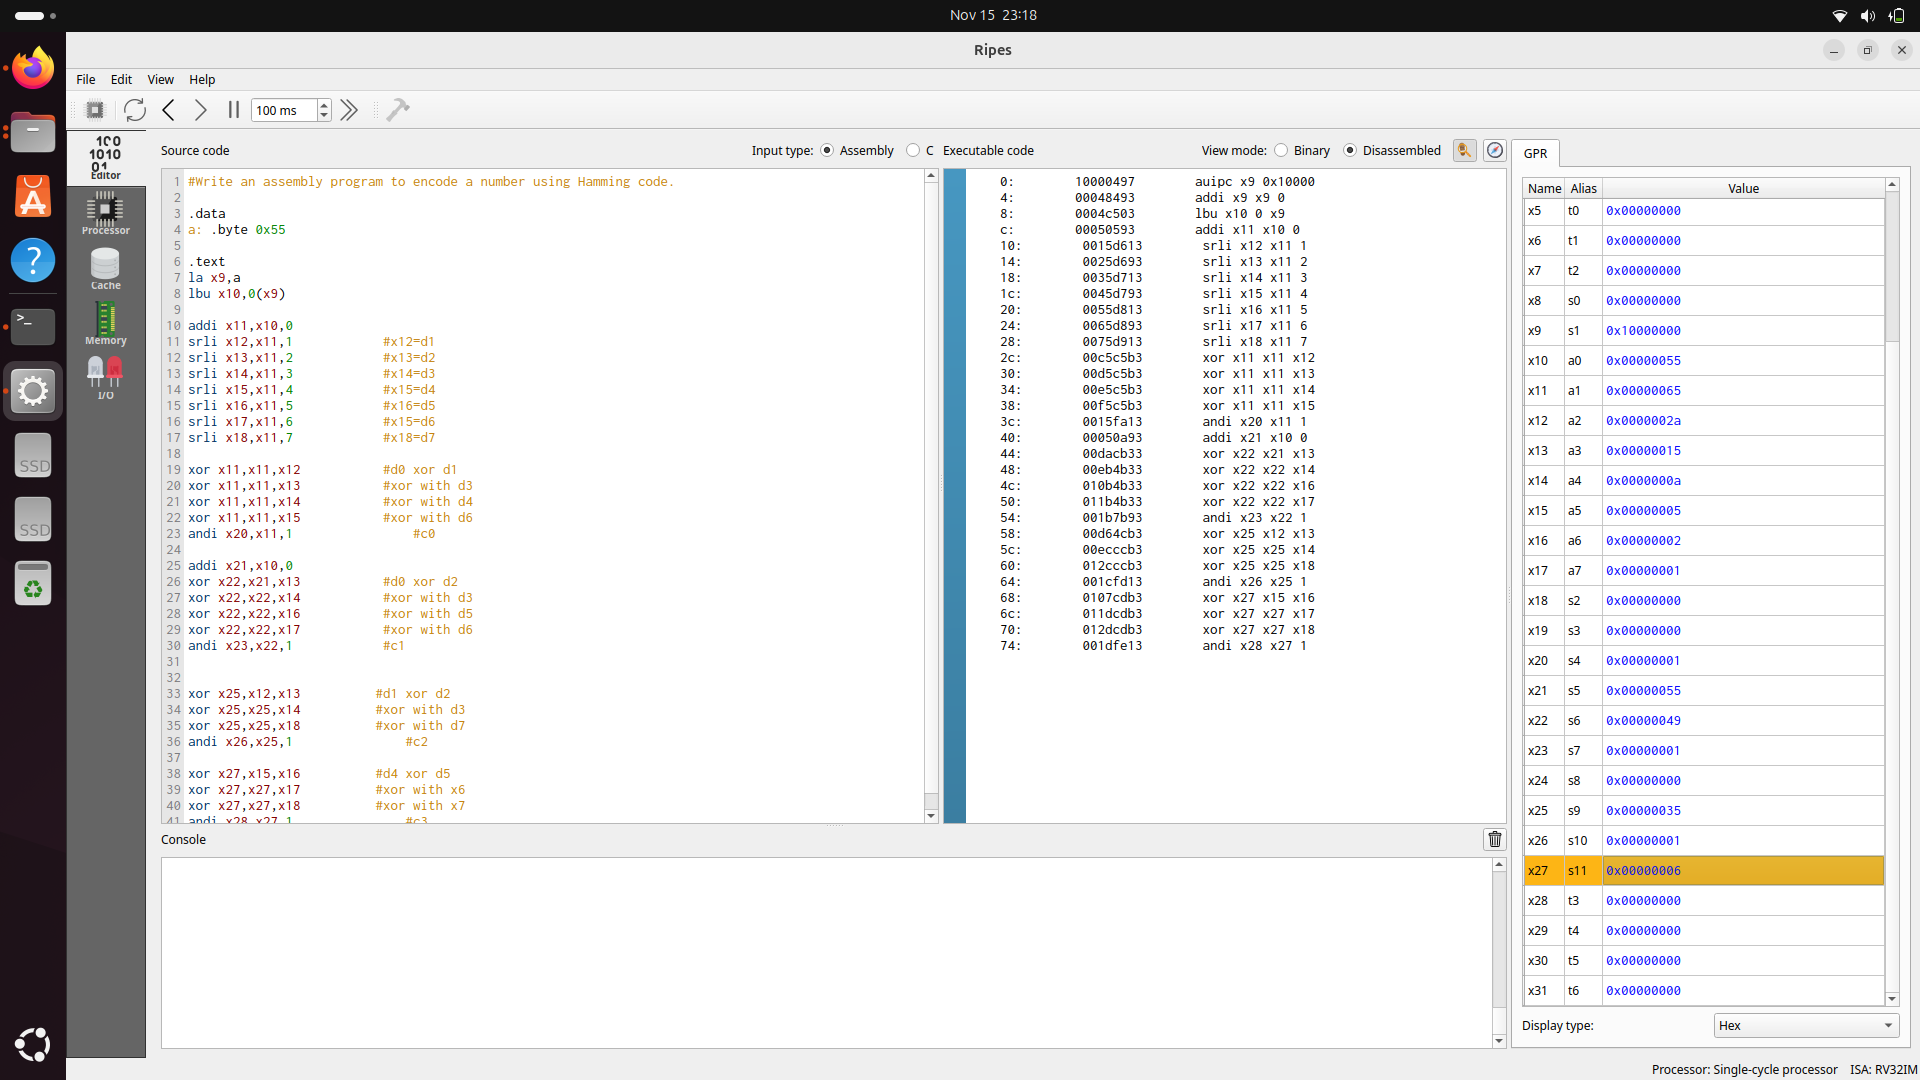 Nov 15 23:18
Ripes
File Edit View Help
100 ms
Editor
Processor
Cache
Memory
I/O
>_
?
SSD
SSD
Source code
Input type: Assembly C
Executable code
View mode: Binary Disassembled
1 #Write an assembly program to encode a number using Hamming code.
2
3 .data
4 a: .byte 0x55
5
6 .text
7 la x9,a
8 lbu x10,0(x9)
9
10 addi x11,x10,0
11 srli x12,x11,1 #x12=d1
12 srli x13,x11,2 #x13=d2
13 srli x14,x11,3 #x14=d3
14 srli x15,x11,4 #x15=d4
15 srli x16,x11,5 #x16=d5
16 srli x17,x11,6 #x15=d6
17 srli x18,x11,7 #x18=d7
18
19 xor x11,x11,x12 #d0 xor d1
20 xor x11,x11,x13 #xor with d3
21 xor x11,x11,x14 #xor with d4
22 xor x11,x11,x15 #xor with d6
23 andi x20,x11,1 #c0
24
25 addi x21,x10,0
26 xor x22,x21,x13 #d0 xor d2
27 xor x22,x22,x14 #xor with d3
28 xor x22,x22,x16 #xor with d5
29 xor x22,x22,x17 #xor with d6
30 andi x23,x22,1 #c1
31
32
33 xor x25,x12,x13 #d1 xor d2
34 xor x25,x25,x14 #xor with d3
35 xor x25,x25,x18 #xor with d7
36 andi x26,x25,1 #c2
37
38 xor x27,x15,x16 #d4 xor d5
39 xor x27,x27,x17 #xor with x6
40 xor x27,x27,x18 #xor with x7
41 andi x28,x27,1 #c3
0: 10000497 auipc x9 0x10000
4: 00048493 addi x9 x9 0
8: 0004c503 lbu x10 0 x9
c: 00050593 addi x11 x10 0
10: 0015d613 srli x12 x11 1
14: 0025d693 srli x13 x11 2
18: 0035d713 srli x14 x11 3
1c: 0045d793 srli x15 x11 4
20: 0055d813 srli x16 x11 5
24: 0065d893 srli x17 x11 6
28: 0075d913 srli x18 x11 7
2c: 00c5c5b3 xor x11 x11 x12
30: 00d5c5b3 xor x11 x11 x13
34: 00e5c5b3 xor x11 x11 x14
38: 00f5c5b3 xor x11 x11 x15
3c: 0015fa13 andi x20 x11 1
40: 00050a93 addi x21 x10 0
44: 00dacb33 xor x22 x21 x13
48: 00eb4b33 xor x22 x22 x14
4c: 010b4b33 xor x22 x22 x16
50: 011b4b33 xor x22 x22 x17
54: 001b7b93 andi x23 x22 1
58: 00d64cb3 xor x25 x12 x13
5c: 00ecccb3 xor x25 x25 x14
60: 012cccb3 xor x25 x25 x18
64: 001cfd13 andi x26 x25 1
68: 0107cdb3 xor x27 x15 x16
6c: 011dcdb3 xor x27 x27 x17
70: 012dcdb3 xor x27 x27 x18
74: 001dfe13 andi x28 x27 1
Console
GPR
Name Alias Value
x5 t0 0x00000000
x6 t1 0x00000000
x7 t2 0x00000000
x8 s0 0x00000000
x9 s1 0x10000000
x10 a0 0x00000055
x11 a1 0x00000065
x12 a2 0x0000002a
x13 a3 0x00000015
x14 a4 0x0000000a
x15 a5 0x00000005
x16 a6 0x00000002
x17 a7 0x00000001
x18 s2 0x00000000
x19 s3 0x00000000
x20 s4 0x00000001
x21 s5 0x00000055
x22 s6 0x00000049
x23 s7 0x00000001
x24 s8 0x00000000
x25 s9 0x00000035
x26 s10 0x00000001
x27 s11 0x00000006
x28 t3 0x00000000
x29 t4 0x00000000
x30 t5 0x00000000
x31 t6 0x00000000
Display type: Hex
Processor: Single-cycle processor ISA: RV32IM